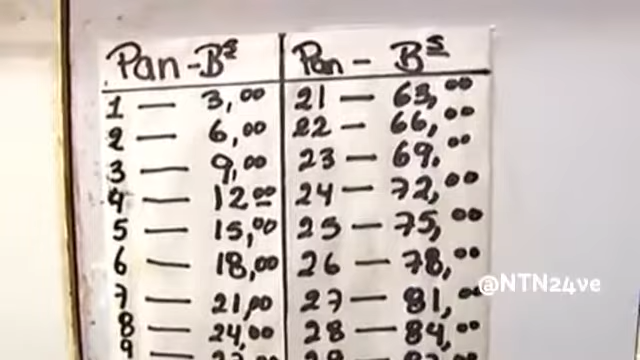 Pan - Bs
1 — 3,00
2 — 6,00
3 — 9,00
4 — 12 00
5 — 15,00
6 — 18,00
7 — 21,00
8 — 24,00
9
Pan - Bs
21 — 63,00
22 — 66,00
23 — 69,00
24 — 72,00
25 — 75,00
26 — 78,00
27 — 81,00
28 — 84,00
@NTN24ve